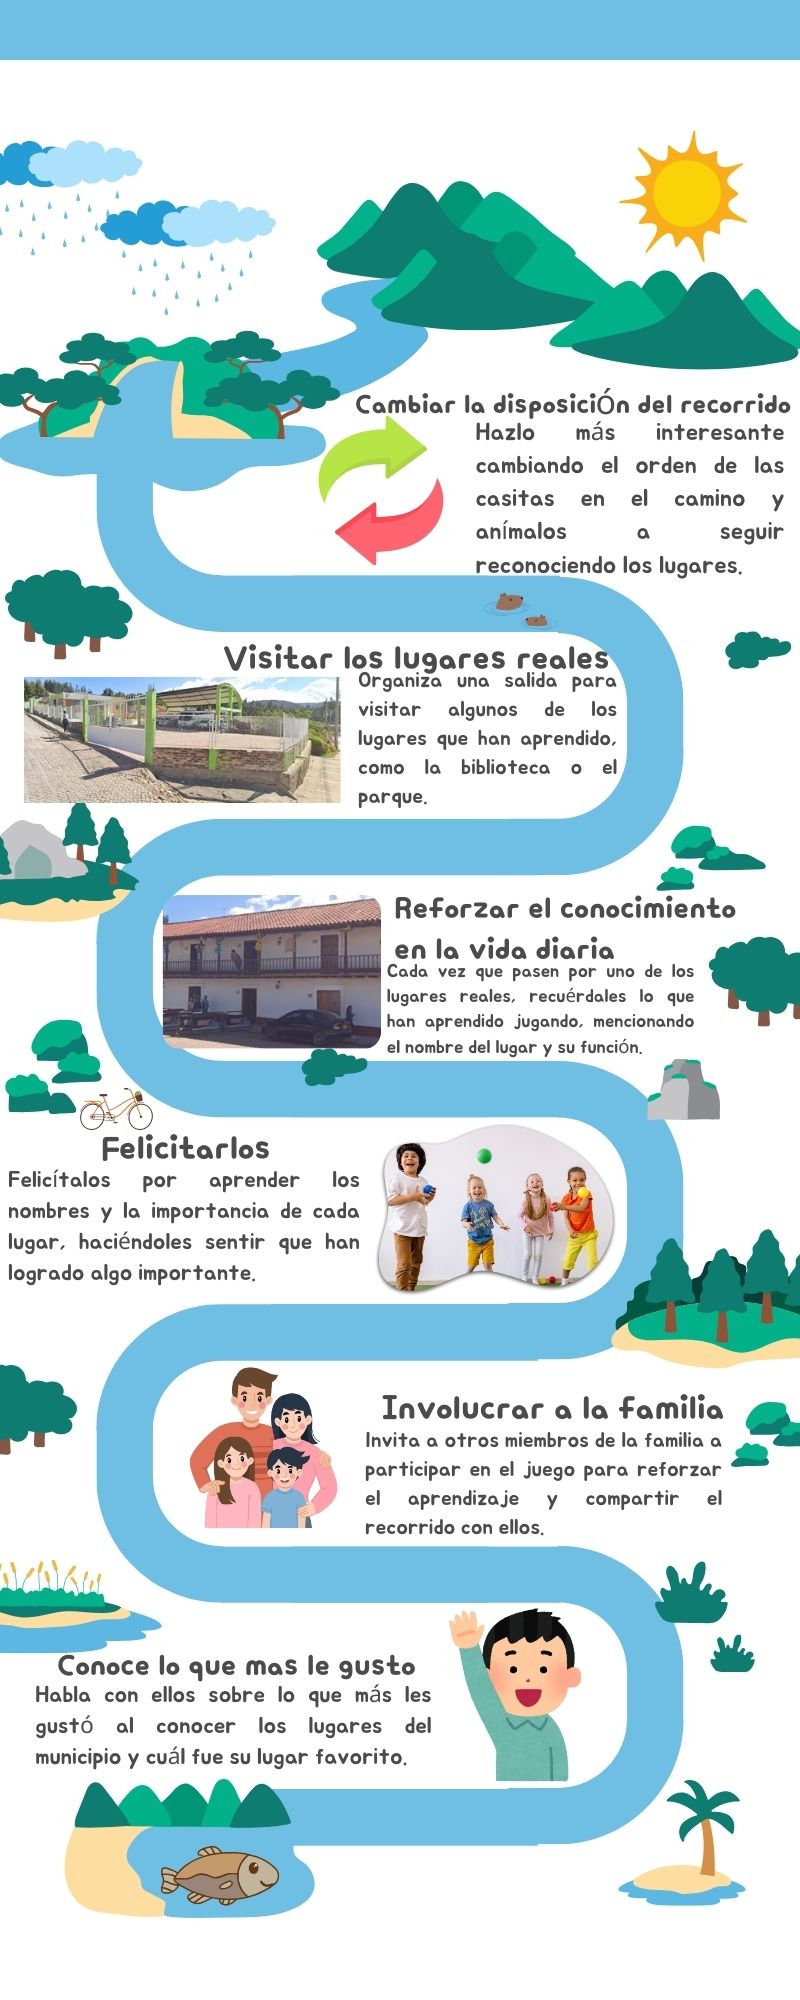 Cambiar la disposiciÓn del recorrido
Hazlo más interesante
cambiando el orden de las
casitas en el camino y
anímalos a seguir
reconociendo los lugares.
Visitar los lugares reales
Organiza una salida para
visitar algunos de los
lugares que han aprendido,
como la biblioteca o el
parque.
Reforzar el conocimiento
en la vida diaria
Cada vez que pasen por uno de los
lugares reales, recuérdales lo que
han aprendido jugando, mencionando
el nombre del lugar y su función.
Felicitarlos
Felicítalos por aprender los
nombres y la importancia de cada
lugar, haciéndoles sentir que han
logrado algo importante.
Involucrar a la familia
Invita a otros miembros de la familia a
participar en el juego para reforzar
el aprendizaje y compartir el
recorrido con ellos.
Conoce lo que mas le gusto
Habla con ellos sobre lo que más les
gustó al conocer los lugares del
municipio y cuál fue su lugar favorito.